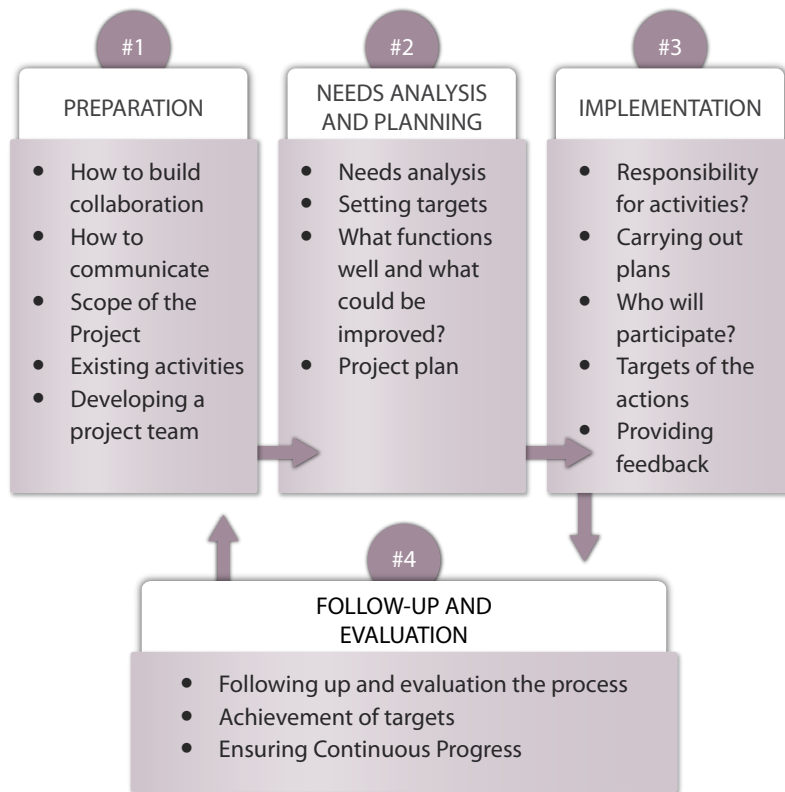 #1
PREPARATION
• How to build
collaboration
• How to
communicate
• Scope of the
Project
• Existing activities
• Developing a
project team
#2
NEEDS ANALYSIS
AND PLANNING
• Needs analysis
• Setting targets
• What functions
well and what
could be
improved?
• Project plan
#3
IMPLEMENTATION
• Responsibility
for activities?
• Carrying out
plans
• Who will
participate?
• Targets of the
actions
• Providing
feedback
#4
FOLLOW-UP AND
EVALUATION
• Following up and evaluation the process
• Achievement of targets
• Ensuring Continuous Progress